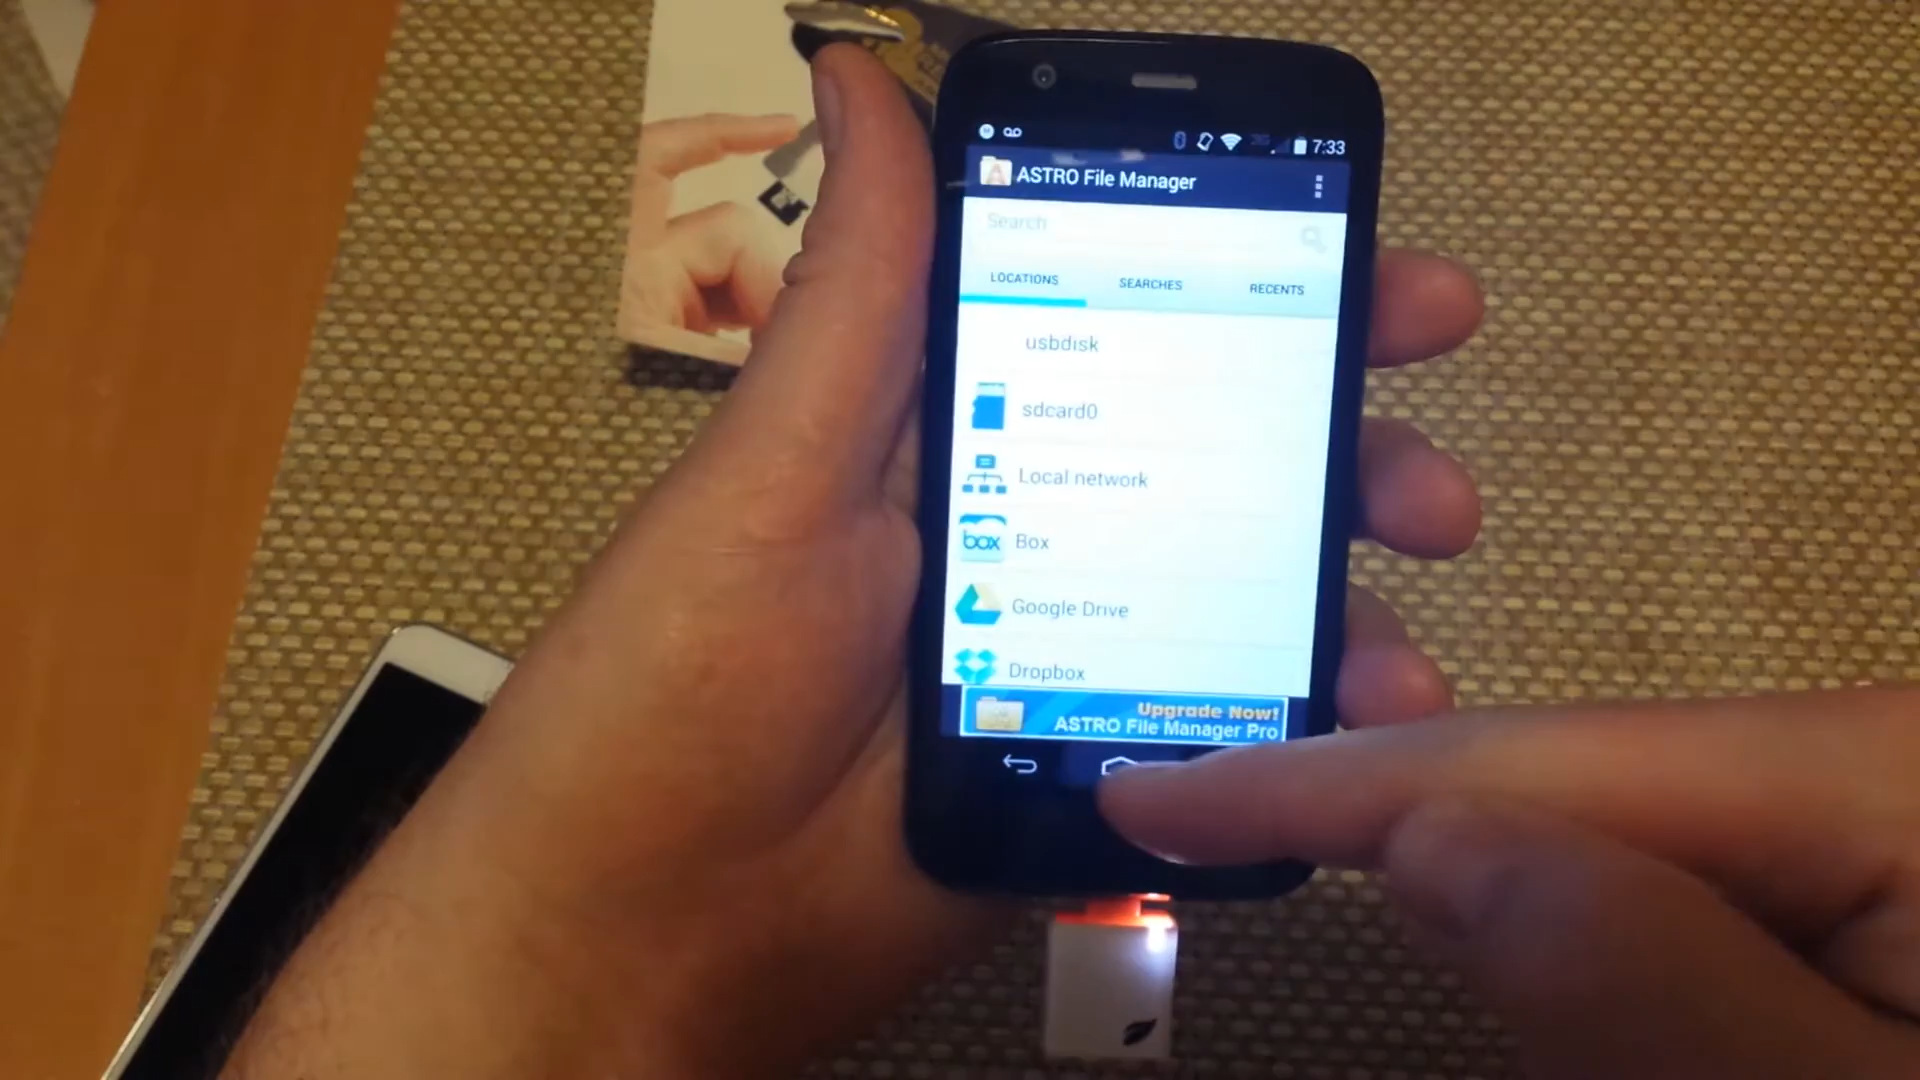 7:33
ASTRO File Manager
Search
LOCATIONS SEARCHES RECENTS
usbdisk
sdcard0
Local network
box Box
Google Drive
Dropbox
Upgrade Now!
ASTRO File Manager Pro